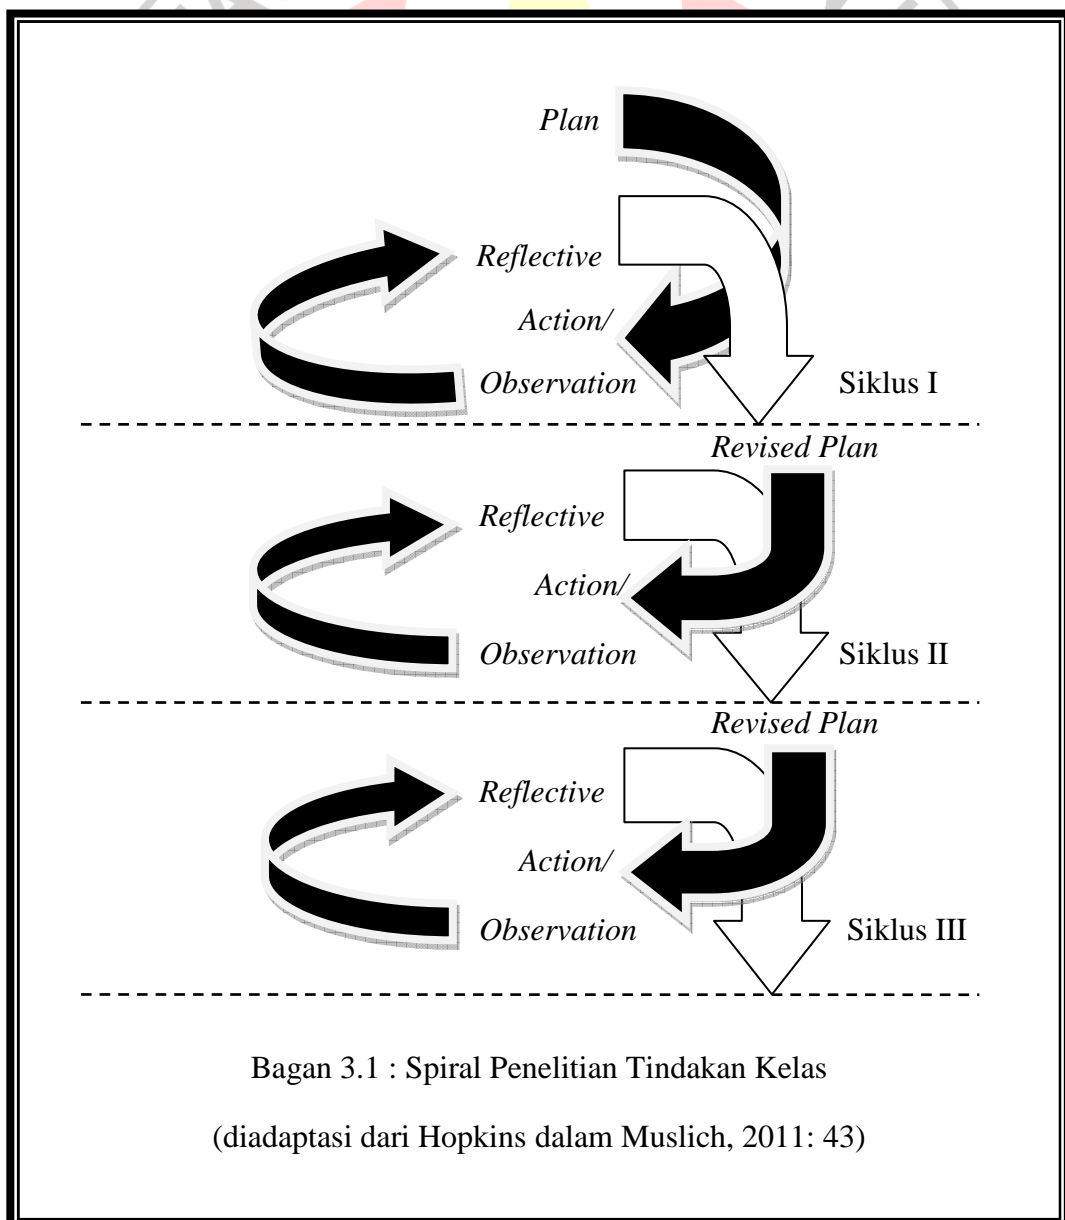 Plan
Reflective
Action/
Observation
Siklus I
Revised Plan
Reflective
Action/
Observation
Siklus II
Revised Plan
Reflective
Action/
Observation
Siklus III
Bagan 3.1 : Spiral Penelitian Tindakan Kelas
(diadaptasi dari Hopkins dalam Muslich, 2011: 43)